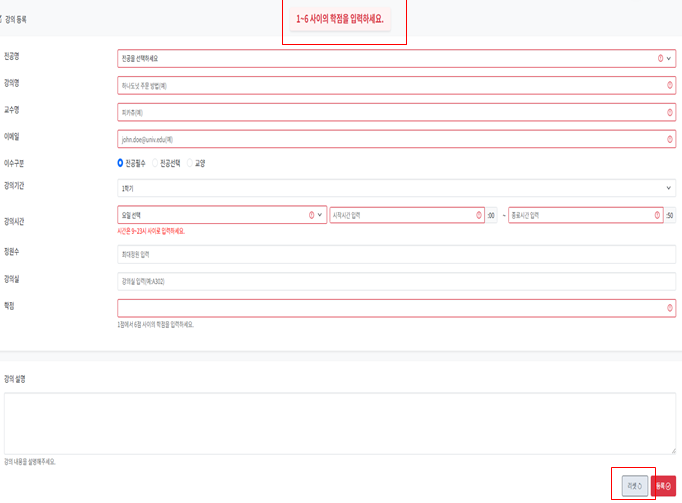 강의 등록
1~6 사이의 학점을 입력하세요.
전공명
전공을 선택하세요
강의명
하나도넛 주문 방법(예)
교수명
피카츄(예)
이메일
john.doe@univ.edu(예)
이수구분
전공필수 전공선택 교양
강의기간
1학기
강의시간
요일 선택 시작시간 입력 :00 ~ 종료시간 입력 :50
시간은 9~23시 사이로 입력하세요.
정원수
최대정원 입력
강의실
강의실 입력(예:A302)
학점
1점에서 6점 사이의 학점을 입력하세요.
강의 설명
강의 내용을 설명해주세요.
리셋 등록